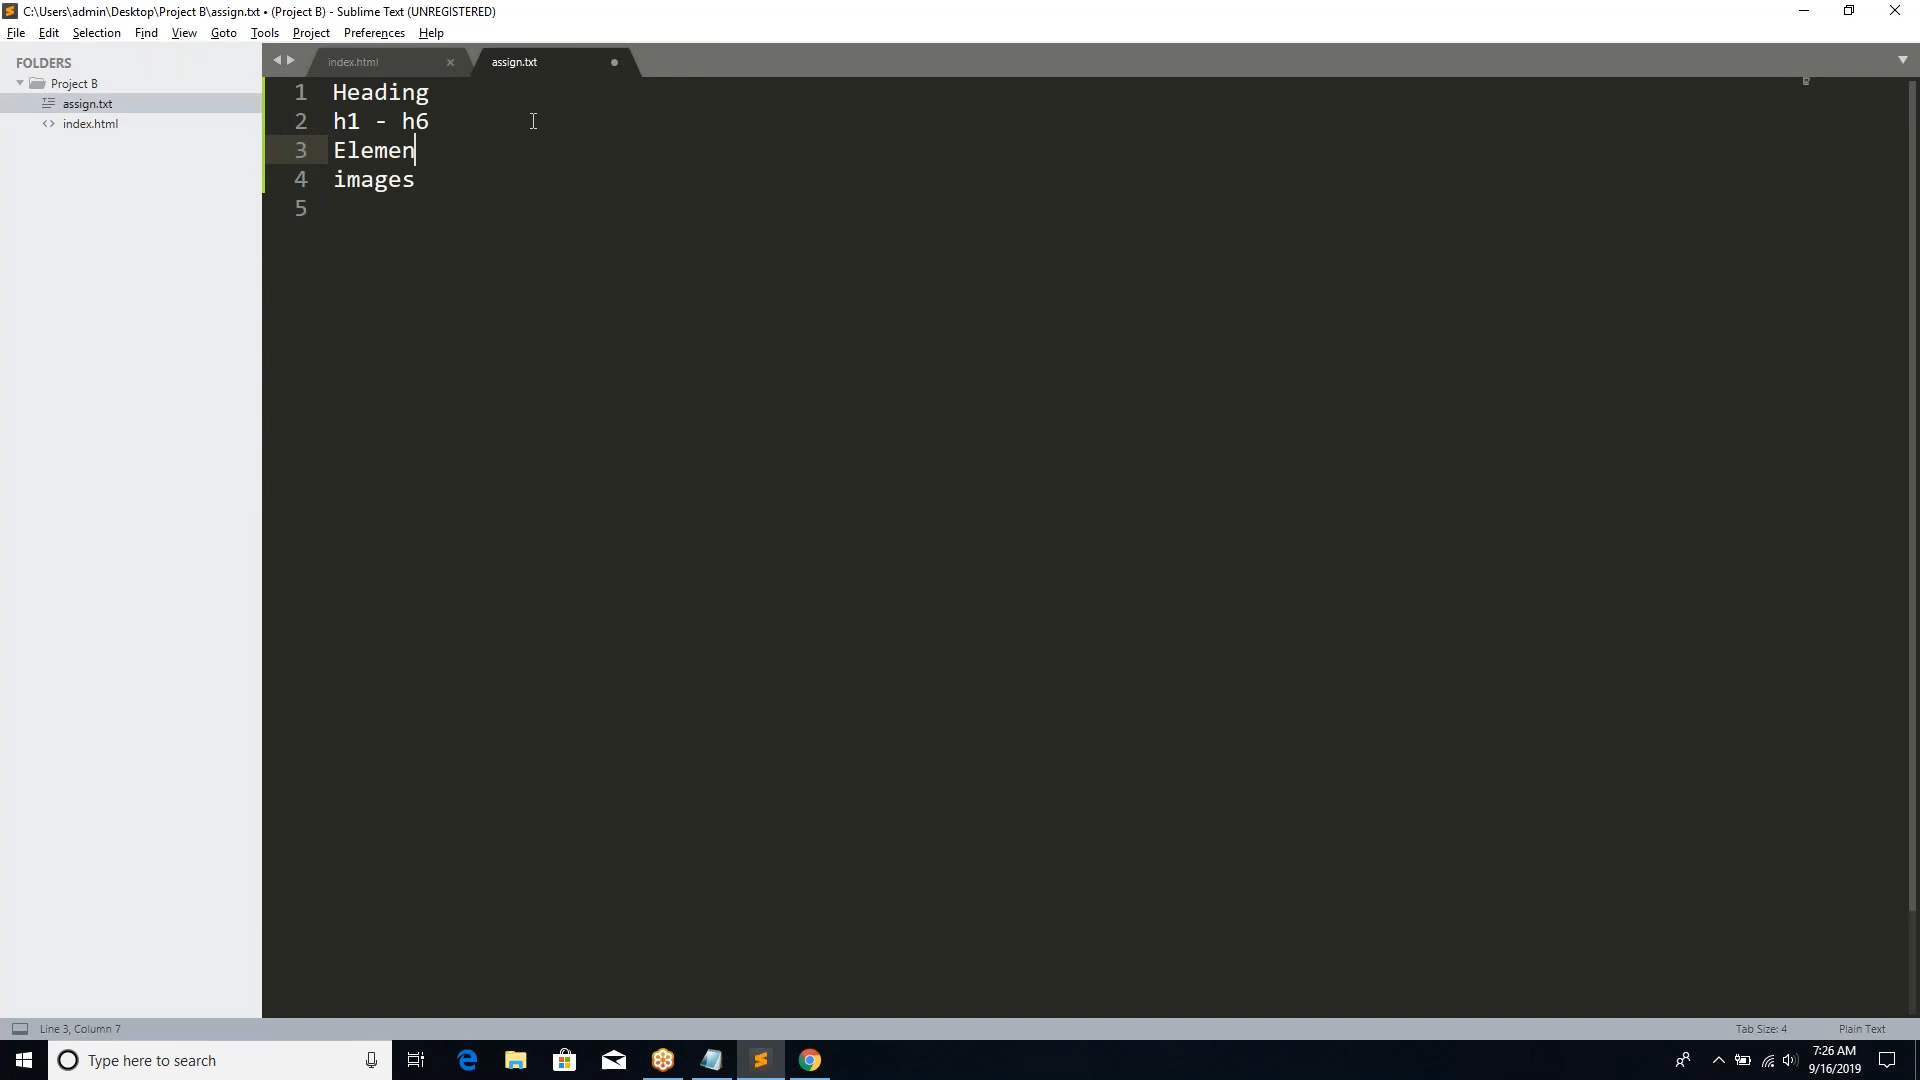 C:\Users\admin\Desktop\Project B\assign.txt • (Project B) - Sublime Text (UNREGISTERED)
File Edit Selection Find View Goto Tools Project Preferences Help
FOLDERS
Project B
assign.txt
index.html
index.html
assign.txt
1 Heading
2 h1 - h6
3 Elemen
4 images
5
Line 3, Column 7
Tab Size: 4
Plain Text
Type here to search
7:26 AM
9/16/2019